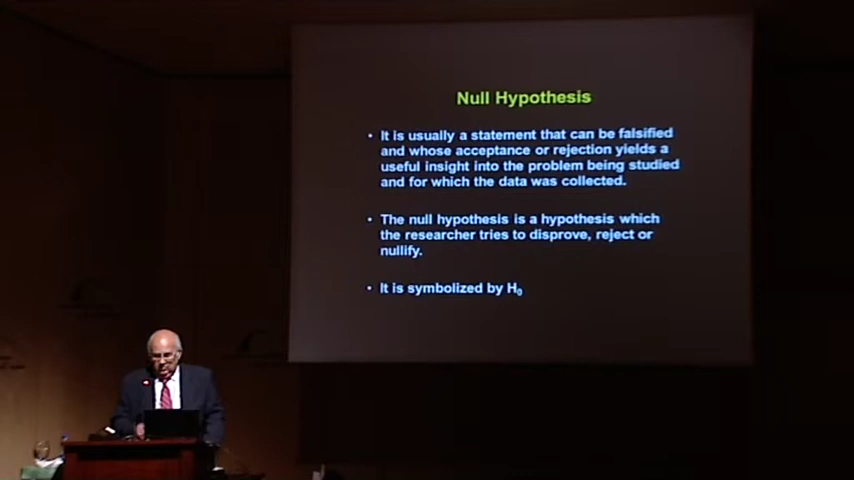 Null Hypothesis
• It is usually a statement that can be falsified
and whose acceptance or rejection yields a
useful insight into the problem being studied
and for which the data was collected.
• The null hypothesis is a hypothesis which
the researcher tries to disprove, reject or
nullify.
• It is symbolized by H₀